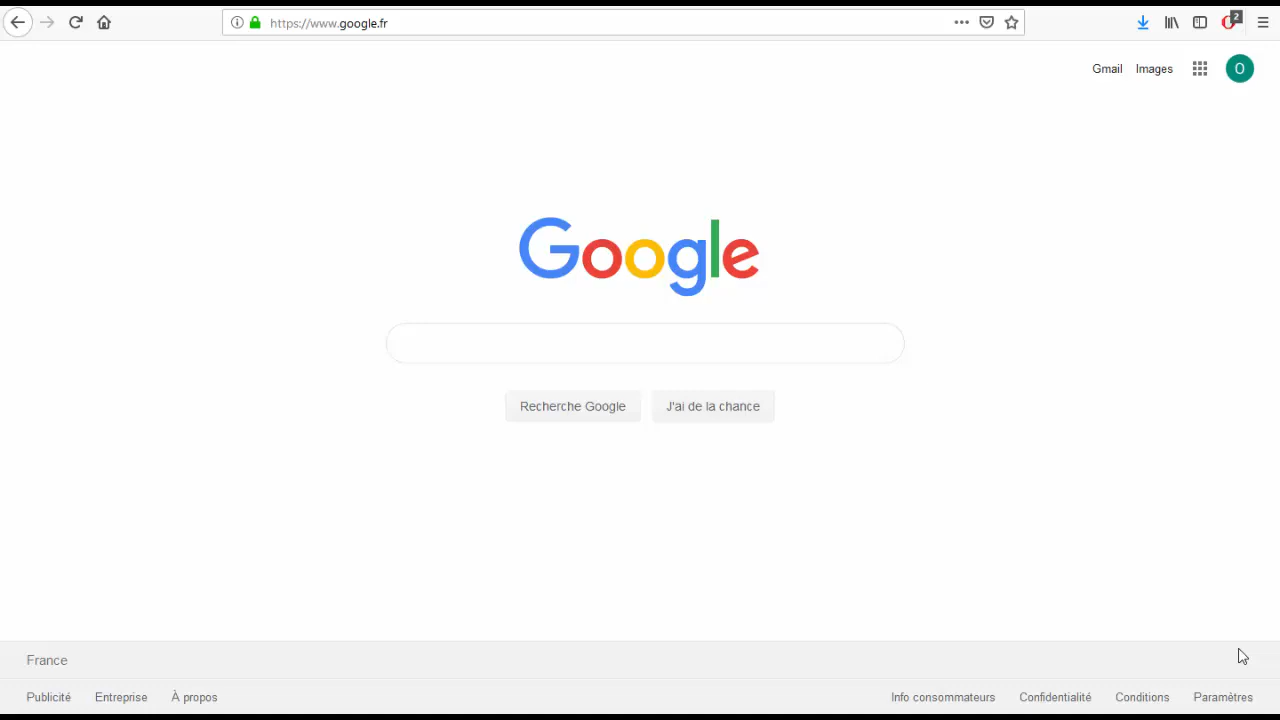 https://www.google.fr
2
Gmail Images
O
Google
Recherche Google J'ai de la chance
France
Publicité Entreprise À propos Info consommateurs Confidentialité Conditions Paramètres